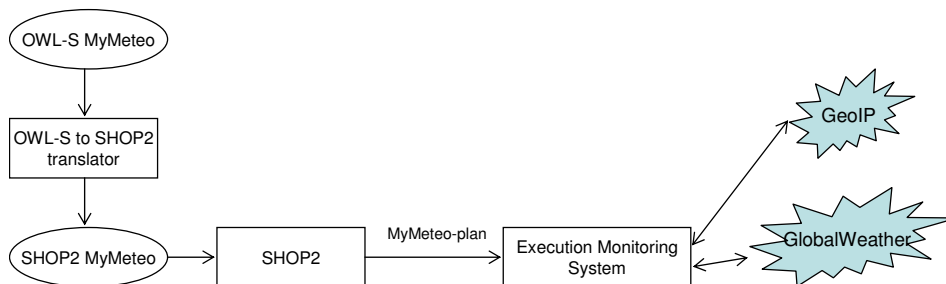 OWL-S MyMeteo
OWL-S to SHOP2
translator
SHOP2 MyMeteo
SHOP2
MyMeteo-plan
Execution Monitoring
System
GeoIP
GlobalWeather